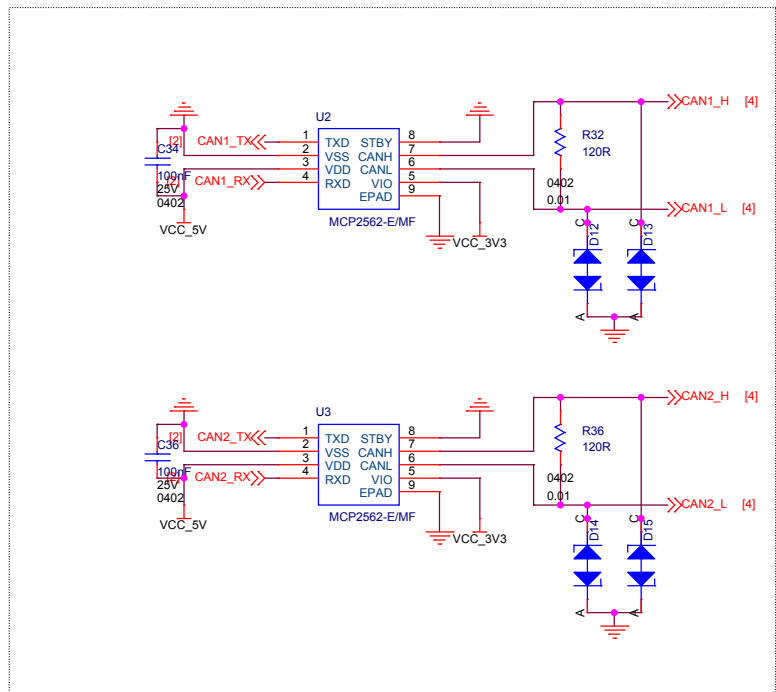 CAN1_H [4]
U2
[2] CAN1_TX
1 TXD STBY 8
2 VSS CANH 7
3 VDD CANL 6
4 RXD VIO 5
EPAD 9
MCP2562-E/MF
C34
100nF
25V
0402
[2] CAN1_RX
VCC_5V
VCC_3V3
R32
120R
0402
0.01
CAN1_L [4]
C D12 C D13
A A
CAN2_H [4]
U3
[2] CAN2_TX
1 TXD STBY 8
2 VSS CANH 7
3 VDD CANL 6
4 RXD VIO 5
EPAD 9
MCP2562-E/MF
C36
100nF
25V
0402
[2] CAN2_RX
VCC_5V
VCC_3V3
R36
120R
0402
0.01
CAN2_L [4]
C D14 C D15
A A